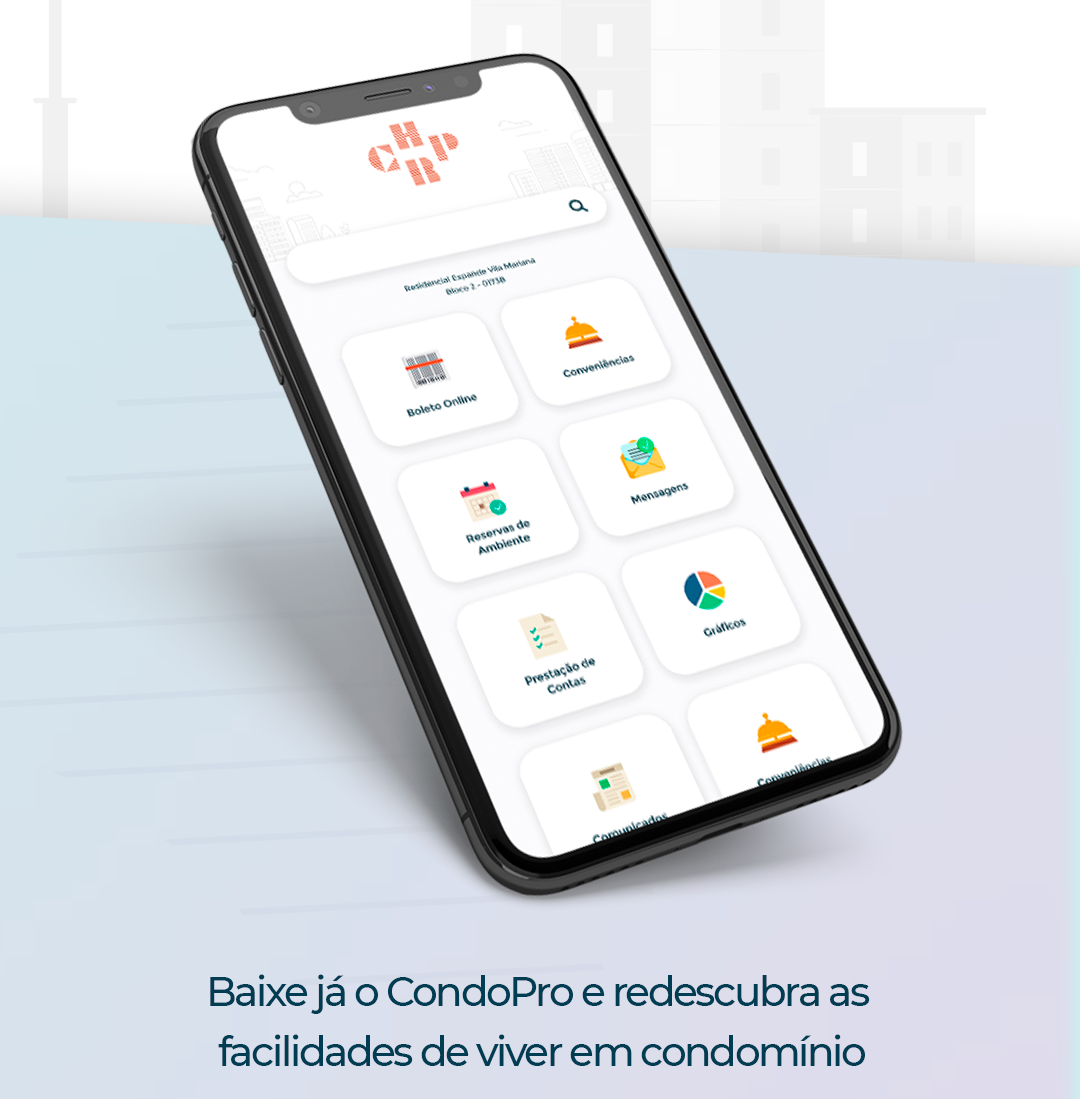 CHRP
Residencial Expande Vila Mariana
Bloco 2 - 0173B
Boleto Online
Conveniências
Reservas de
Ambiente
Mensagens
Prestação de
Contas
Gráficos
Comunicados
Conveniências
Baixe já o CondoPro e redescubra as
facilidades de viver em condomínio